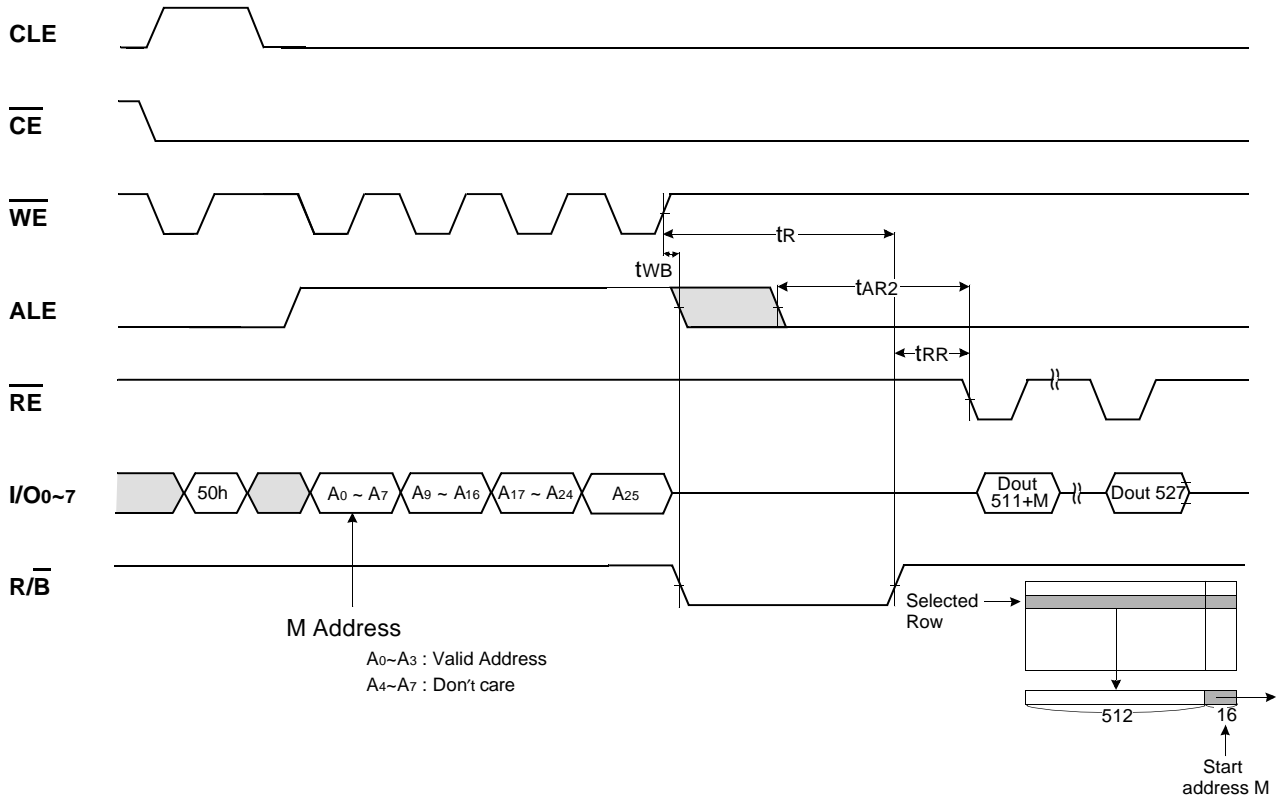 CLE
CE
WE
tR
tWB
ALE
tAR2
tRR
RE
I/O0~7
50h
A0 ~ A7
A9 ~ A16
A17 ~ A24
A25
Dout
511+M
Dout 527
R/B
M Address
A0~A3 : Valid Address
A4~A7 : Don't care
Selected
Row
512
16
Start
address M